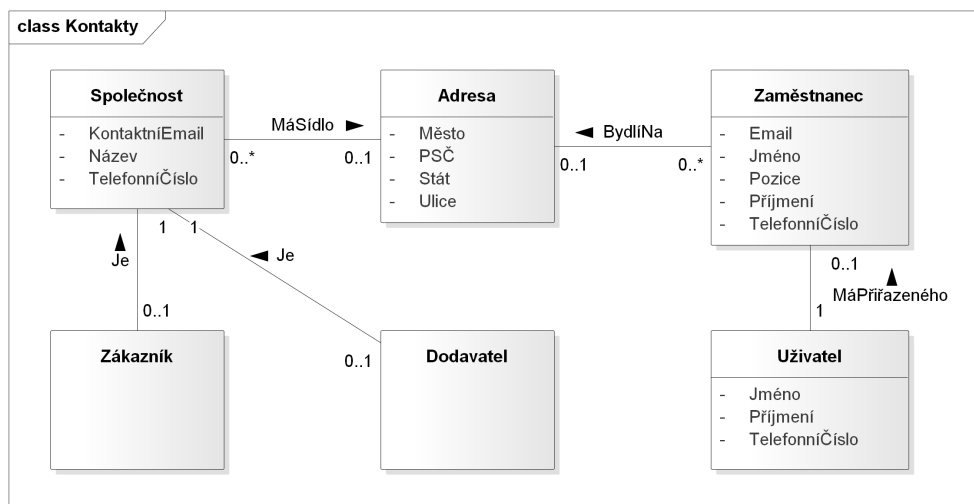 class Kontakty
Společnost
- KontaktníEmail
- Název
- TelefonníČíslo
MáSídlo ►
0..*
0..1
Adresa
- Město
- PSČ
- Stát
- Ulice
◄ BydlíNa
0..1
0..*
Zaměstnanec
- Email
- Jméno
- Pozice
- Příjmení
- TelefonníČíslo
1
1
▲
Je
◄ Je
0..1
0..1
0..1
▲
MáPřiřazeného
1
Zákazník
Dodavatel
Uživatel
- Jméno
- Příjmení
- TelefonníČíslo